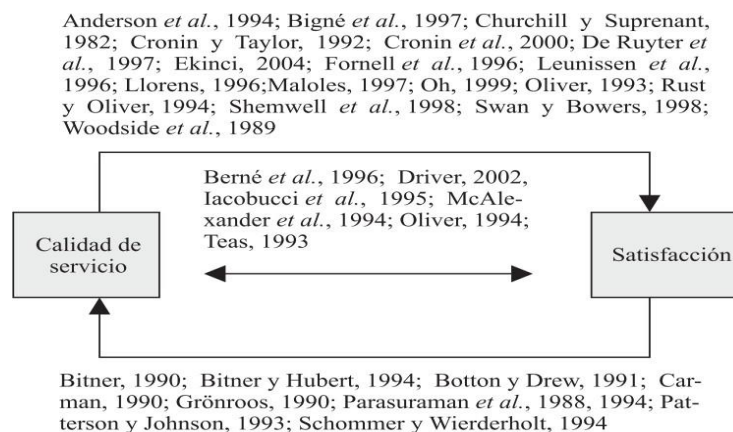 Anderson et al., 1994; Bigné et al., 1997; Churchill y Suprenant,
1982; Cronin y Taylor, 1992; Cronin et al., 2000; De Ruyter et
al., 1997; Ekinci, 2004; Fornell et al., 1996; Leunissen et al.,
1996; Llorens, 1996;Maloles, 1997; Oh, 1999; Oliver, 1993; Rust
y Oliver, 1994; Shemwell et al., 1998; Swan y Bowers, 1998;
Woodside et al., 1989
Berné et al., 1996; Driver, 2002,
Iacobucci et al., 1995; McAle-
xander et al., 1994; Oliver, 1994;
Teas, 1993
Calidad de
servicio
Satisfacción
Bitner, 1990; Bitner y Hubert, 1994; Botton y Drew, 1991; Car-
man, 1990; Grönroos, 1990; Parasuraman et al., 1988, 1994; Pat-
terson y Johnson, 1993; Schommer y Wierderholt, 1994